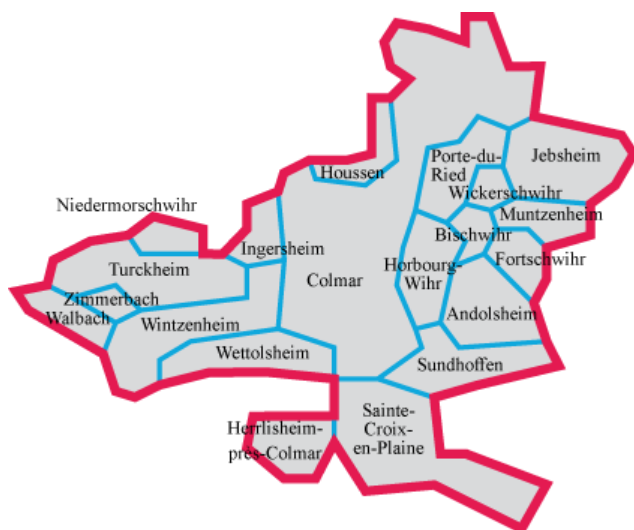 Houssen
Porte-du-
Ried
Jebsheim
Wickerschwihr
Niedermorschwihr
Muntzenheim
Ingersheim
Bischwihr
Turckheim
Colmar
Horbourg-
Wihr
Fortschwihr
Zimmerbach
Walbach
Wintzenheim
Andolsheim
Wettolsheim
Sundhoffen
Sainte-
Croix-
en-Plaine
Herrlisheim-
près-Colmar